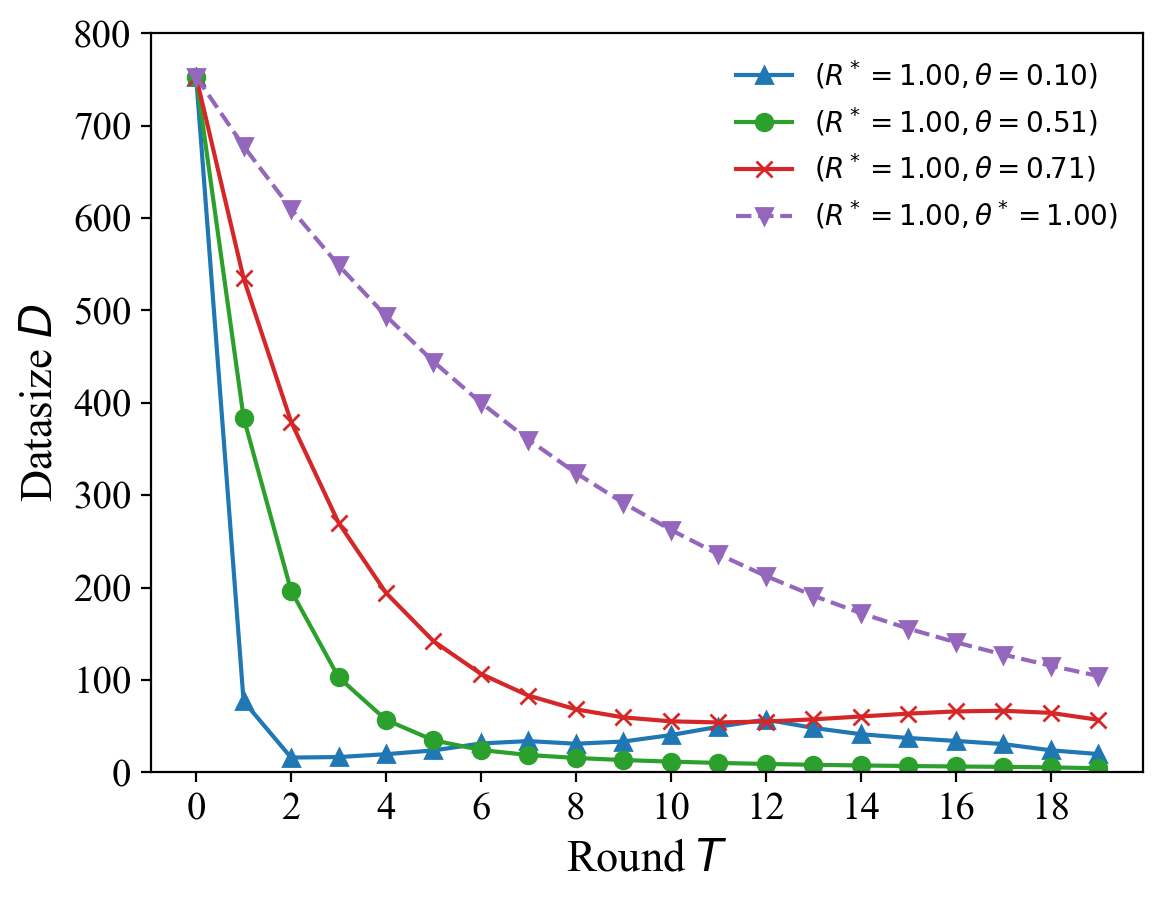 800
700
600
500
400
300
200
100
0
Datasize D
(R* = 1.00, θ = 0.10)
(R* = 1.00, θ = 0.51)
(R* = 1.00, θ = 0.71)
(R* = 1.00, θ* = 1.00)
0 2 4 6 8 10 12 14 16 18
Round T